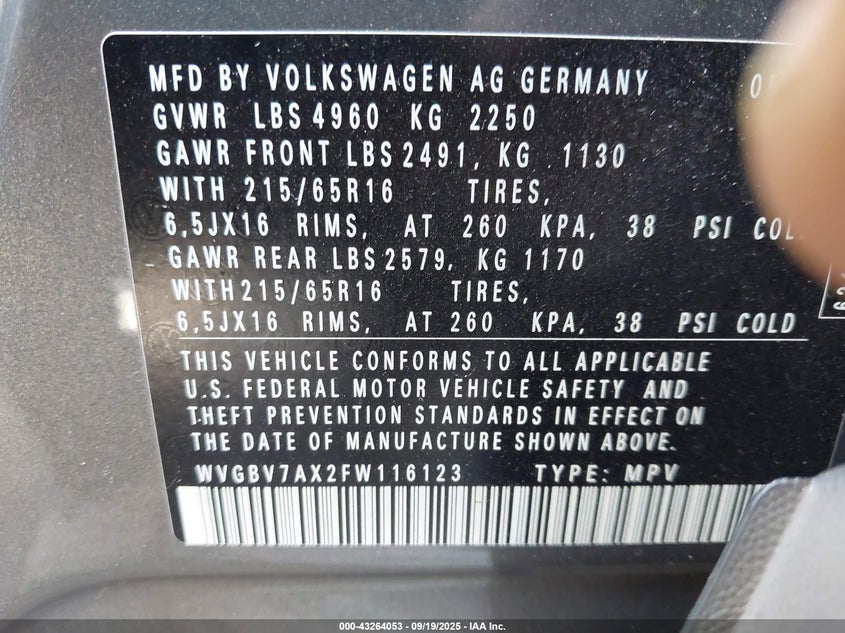 MFD BY VOLKSWAGEN AG GERMANY
GVWR LBS 4960 KG 2250
GAWR FRONT LBS 2491, KG .1130
WITH 215/65R16 TIRES,
6,5JX16 RIMS, AT 260 KPA, 38 PSI COL
GAWR REAR LBS 2579, KG 1170
WITH215/65R16 TIRES,
6,5JX16 RIMS, AT 260 KPA, 38 PSI COLD
THIS VEHICLE CONFORMS TO ALL APPLICABLE
U.S. FEDERAL MOTOR VEHICLE SAFETY AND
THEFT PREVENTION STANDARDS IN EFFECT ON
THE DATE OF MANUFACTURE SHOWN ABOVE.
WVGBV7AX2FW116123 TYPE: MPV
000-43264053 - 09/19/2025 - IAA Inc.